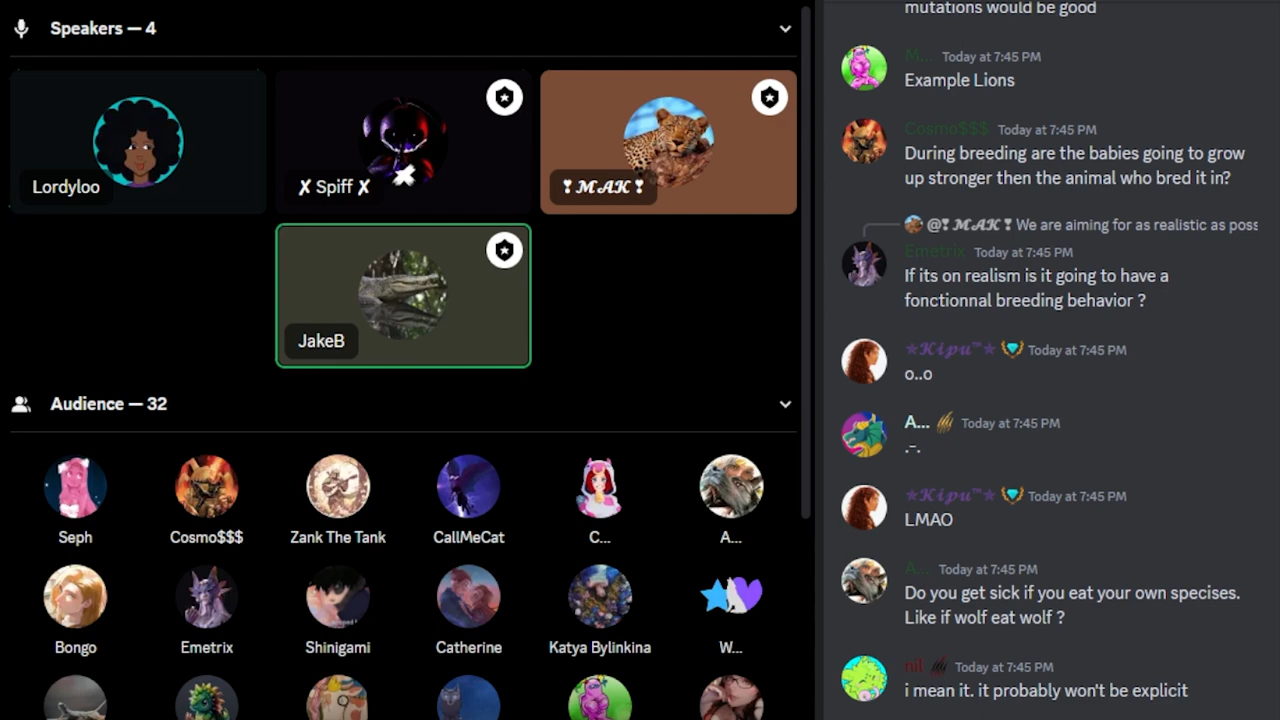 Speakers — 4
Lordyloo
✗ Spiff ✗
❣𝓜𝓐𝓚❣
JakeB
Audience — 32
Seph
Cosmo$$$
Zank The Tank
CallMeCat
C...
A...
Bongo
Emetrix
Shinigami
Catherine
Katya Bylinkina
W...
mutations would be good
M... Today at 7:45 PM
Example Lions
Cosmo$$$ Today at 7:45 PM
During breeding are the babies going to grow
up stronger then the animal who bred it in?
@❣𝓜𝓐𝓚❣ We are aiming for as realistic as poss
Emetrix Today at 7:45 PM
If its on realism is it going to have a
fonctionnal breeding behavior ?
★𝓚𝓲𝓹𝓾™★ Today at 7:45 PM
o..o
A... Today at 7:45 PM
.-.
★𝓚𝓲𝓹𝓾™★ Today at 7:45 PM
LMAO
A... Today at 7:45 PM
Do you get sick if you eat your own specises.
Like if wolf eat wolf ?
nil Today at 7:45 PM
i mean it. it probably won't be explicit